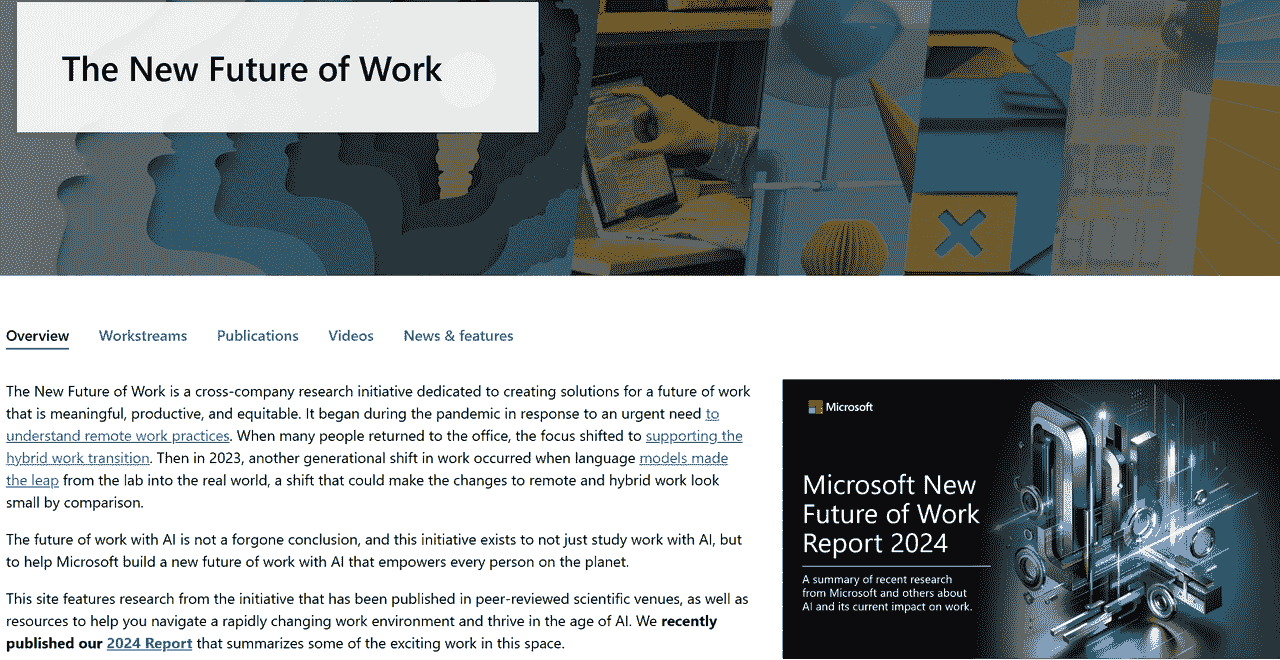 The New Future of Work
Overview Workstreams Publications Videos News & features
The New Future of Work is a cross-company research initiative dedicated to creating solutions for a future of work
that is meaningful, productive, and equitable. It began during the pandemic in response to an urgent need to
understand remote work practices. When many people returned to the office, the focus shifted to supporting the
hybrid work transition. Then in 2023, another generational shift in work occurred when language models made
the leap from the lab into the real world, a shift that could make the changes to remote and hybrid work look
small by comparison.
The future of work with AI is not a forgone conclusion, and this initiative exists to not just study work with AI, but
to help Microsoft build a new future of work with AI that empowers every person on the planet.
This site features research from the initiative that has been published in peer-reviewed scientific venues, as well as
resources to help you navigate a rapidly changing work environment and thrive in the age of AI. We recently
published our 2024 Report that summarizes some of the exciting work in this space.
Microsoft
Microsoft New
Future of Work
Report 2024
A summary of recent research
from Microsoft and others about
AI and its current impact on work.